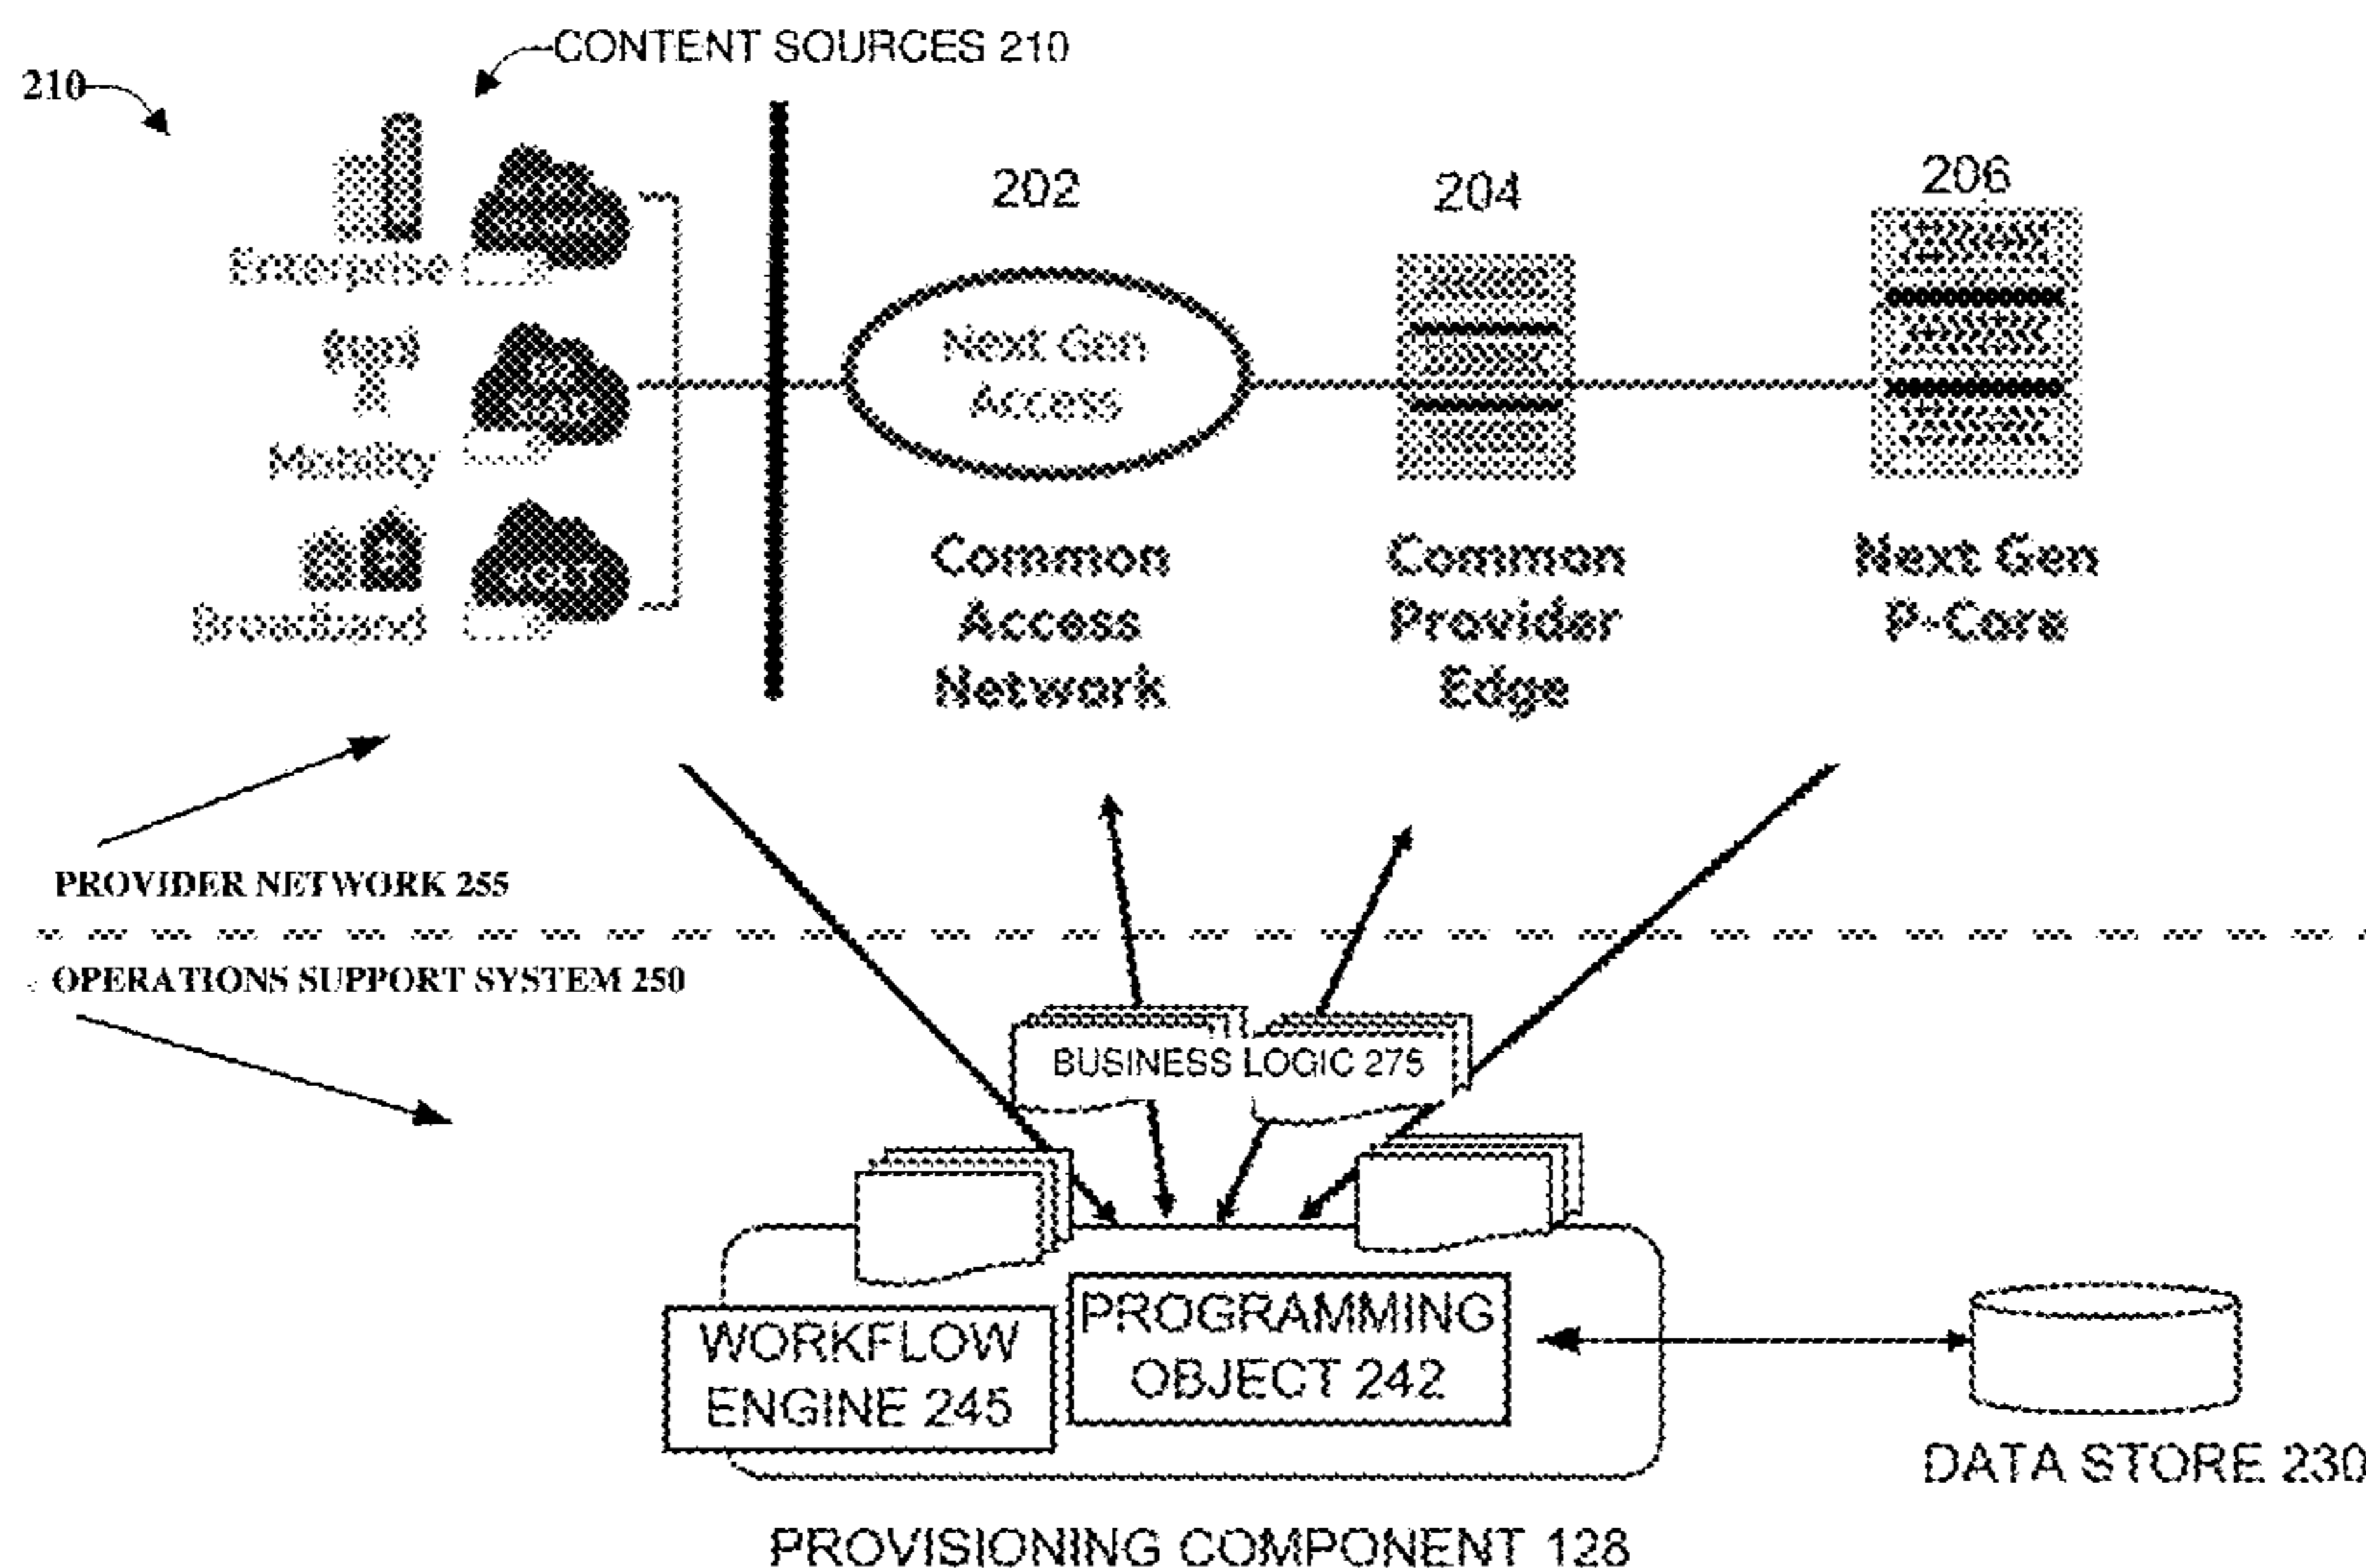 CONTENT SOURCES 210
210
202
204
206
Enterprise
Next Gen
Access
Mobility
Broadband
Common
Access
Network
Common
Provider
Edge
Next Gen
P-Core
PROVIDER NETWORK 255
OPERATIONS SUPPORT SYSTEM 250
BUSINESS LOGIC 275
WORKFLOW
ENGINE 245
PROGRAMMING
OBJECT 242
DATA STORE 230
PROVISIONING COMPONENT 128